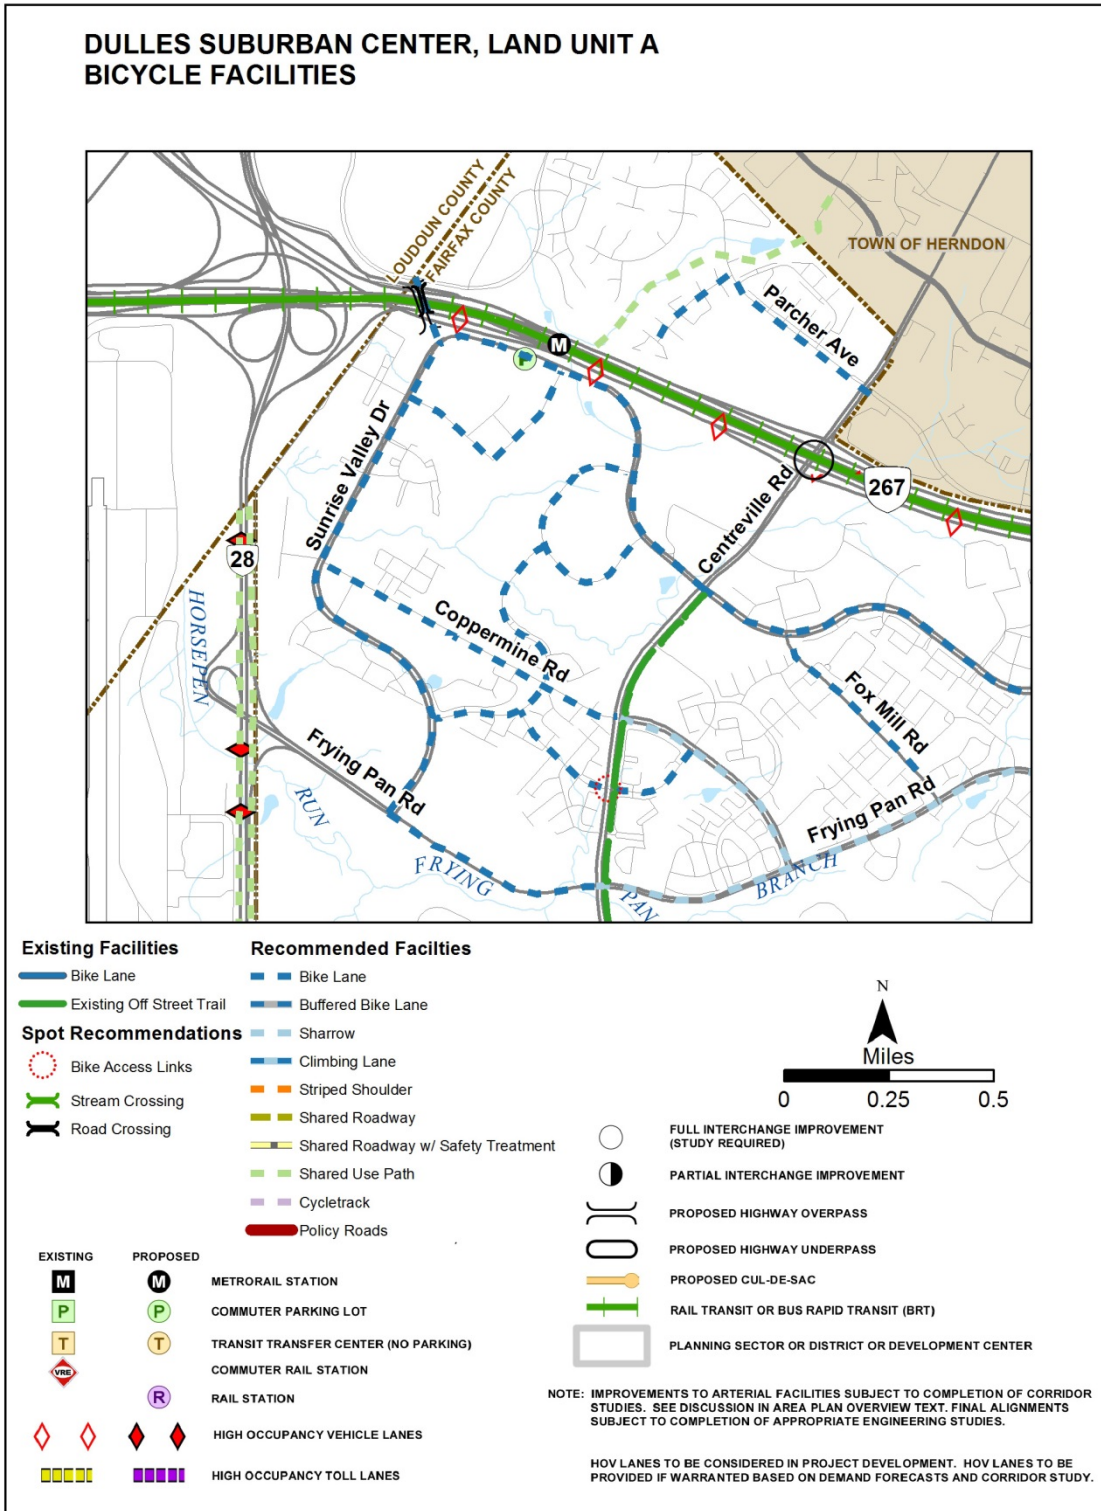 DULLES SUBURBAN CENTER, LAND UNIT A
BICYCLE FACILITIES
LOUDOUN COUNTY
FAIRFAX COUNTY
TOWN OF HERNDON
Parcher Ave
M
P
Sunrise Valley Dr
Centreville Rd
267
28
HORSEPEN
Coppermine Rd
Fox Mill Rd
Frying Pan Rd
Frying Pan Rd
RUN
FRYING
PAN
BRANCH
Existing Facilities
Bike Lane
Existing Off Street Trail
Spot Recommendations
Bike Access Links
Stream Crossing
Road Crossing
Recommended Facilties
Bike Lane
Buffered Bike Lane
Sharrow
Climbing Lane
Striped Shoulder
Shared Roadway
Shared Roadway w/ Safety Treatment
Shared Use Path
Cycletrack
Policy Roads
N
Miles
0 0.25 0.5
EXISTING PROPOSED
M M METRORAIL STATION
P P COMMUTER PARKING LOT
T T TRANSIT TRANSFER CENTER (NO PARKING)
VRE COMMUTER RAIL STATION
R RAIL STATION
HIGH OCCUPANCY VEHICLE LANES
HIGH OCCUPANCY TOLL LANES
FULL INTERCHANGE IMPROVEMENT
(STUDY REQUIRED)
PARTIAL INTERCHANGE IMPROVEMENT
PROPOSED HIGHWAY OVERPASS
PROPOSED HIGHWAY UNDERPASS
PROPOSED CUL-DE-SAC
RAIL TRANSIT OR BUS RAPID TRANSIT (BRT)
PLANNING SECTOR OR DISTRICT OR DEVELOPMENT CENTER
NOTE: IMPROVEMENTS TO ARTERIAL FACILITIES SUBJECT TO COMPLETION OF CORRIDOR
STUDIES. SEE DISCUSSION IN AREA PLAN OVERVIEW TEXT. FINAL ALIGNMENTS
SUBJECT TO COMPLETION OF APPROPRIATE ENGINEERING STUDIES.
HOV LANES TO BE CONSIDERED IN PROJECT DEVELOPMENT. HOV LANES TO BE
PROVIDED IF WARRANTED BASED ON DEMAND FORECASTS AND CORRIDOR STUDY.